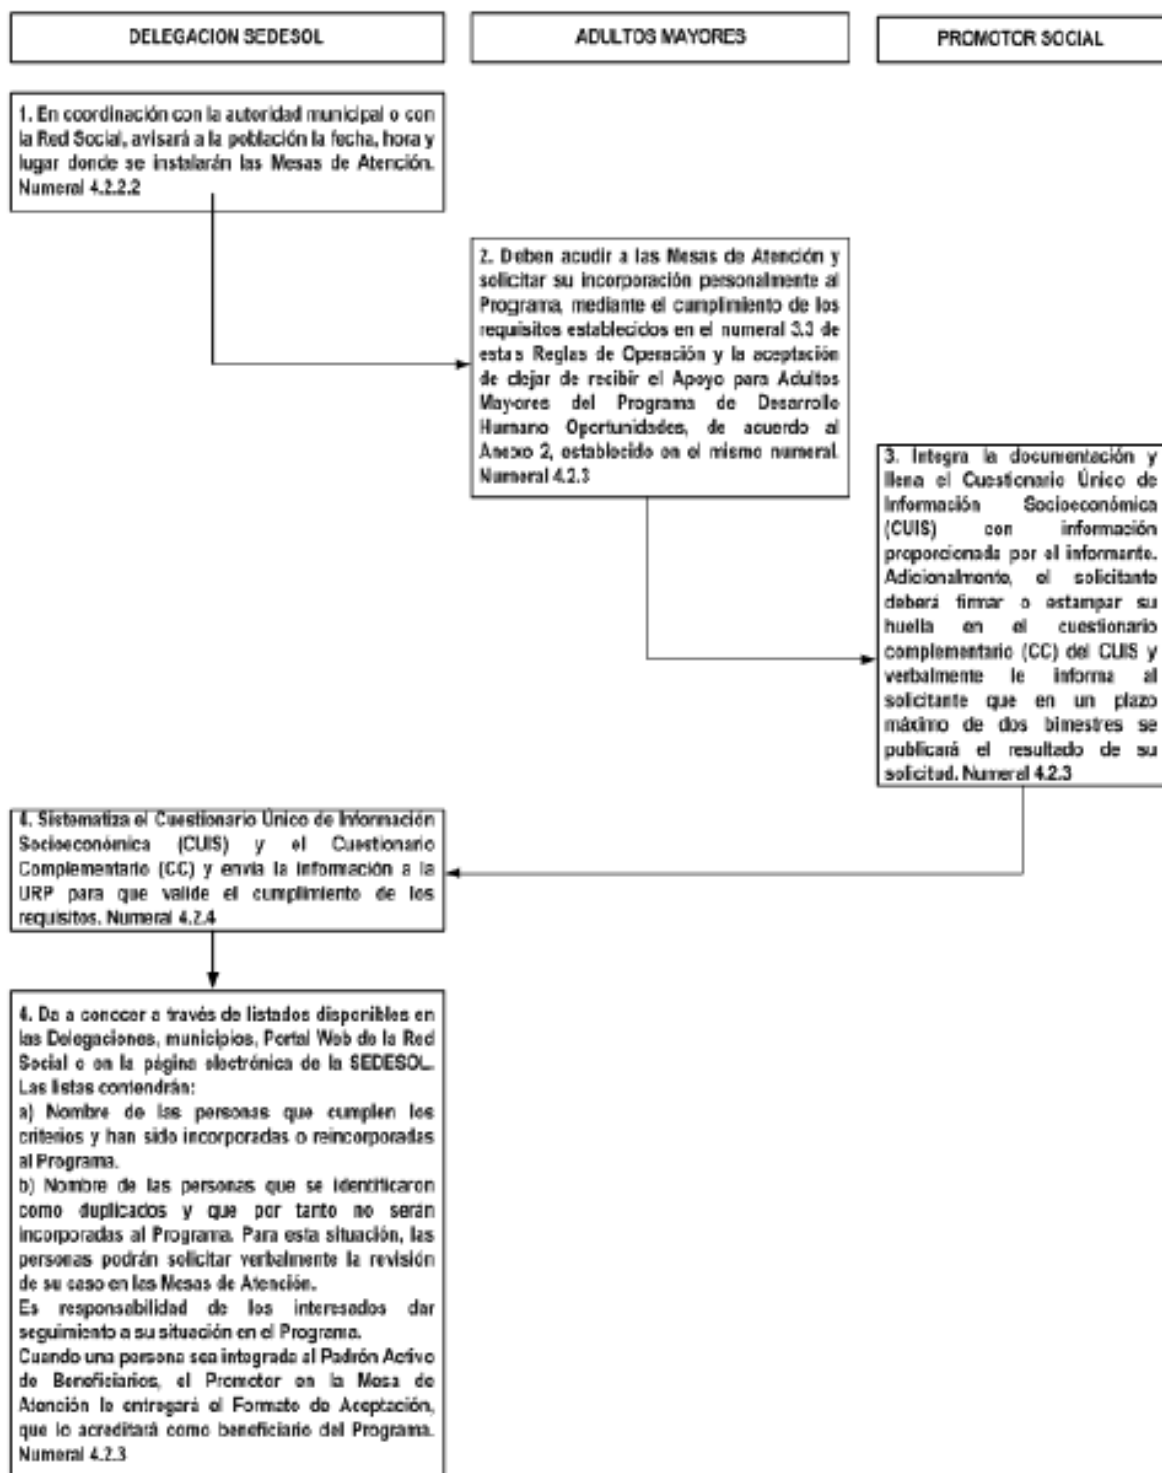 DELEGACION SEDESOL
ADULTOS MAYORES
PROMOTOR SOCIAL
1. En coordinación con la autoridad municipal o con
la Red Social, avisará a la población la fecha, hora y
lugar donde se instalarán las Mesas de Atención.
Numeral 4.2.2.2
2. Deben acudir a las Mesas de Atención y
solicitar su incorporación personalmente al
Programa, mediante el cumplimiento de los
requisitos establecidos en el numeral 3.3 de
estas Reglas de Operación y la aceptación
de dejar de recibir el Apoyo para Adultos
Mayores del Programa de Desarrollo
Humano Oportunidades, de acuerdo al
Anexo 2, establecido en el mismo numeral.
Numeral 4.2.3
3. Integra la documentación y
llena el Cuestionario Único de
Información Socioeconómica
(CUIS) con información
proporcionada por el informante.
Adicionalmente, el solicitante
deberá firmar o estampar su
huella en el cuestionario
complementario (CC) del CUIS y
verbalmente le informa al
solicitante que en un plazo
máximo de dos bimestres se
publicará el resultado de su
solicitud. Numeral 4.2.3
4. Sistematiza el Cuestionario Único de Información
Socioeconómica (CUIS) y el Cuestionario
Complementario (CC) y envía la información a la
URP para que valide el cumplimiento de los
requisitos. Numeral 4.2.4
4. Da a conocer a través de listados disponibles en
las Delegaciones, municipios, Portal Web de la Red
Social o en la página electrónica de la SEDESOL.
Las listas contendrán:
a) Nombre de las personas que cumplen los
criterios y han sido incorporadas o reincorporadas
al Programa.
b) Nombre de las personas que se identificaron
como duplicados y que por tanto no serán
incorporadas al Programa. Para esta situación, las
personas podrán solicitar verbalmente la revisión
de su caso en las Mesas de Atención.
Es responsabilidad de los interesados dar
seguimiento a su situación en el Programa.
Cuando una persona sea integrada al Padrón Activo
de Beneficiarios, el Promotor en la Mesa de
Atención le entregará el Formato de Aceptación,
que lo acreditará como beneficiario del Programa.
Numeral 4.2.3